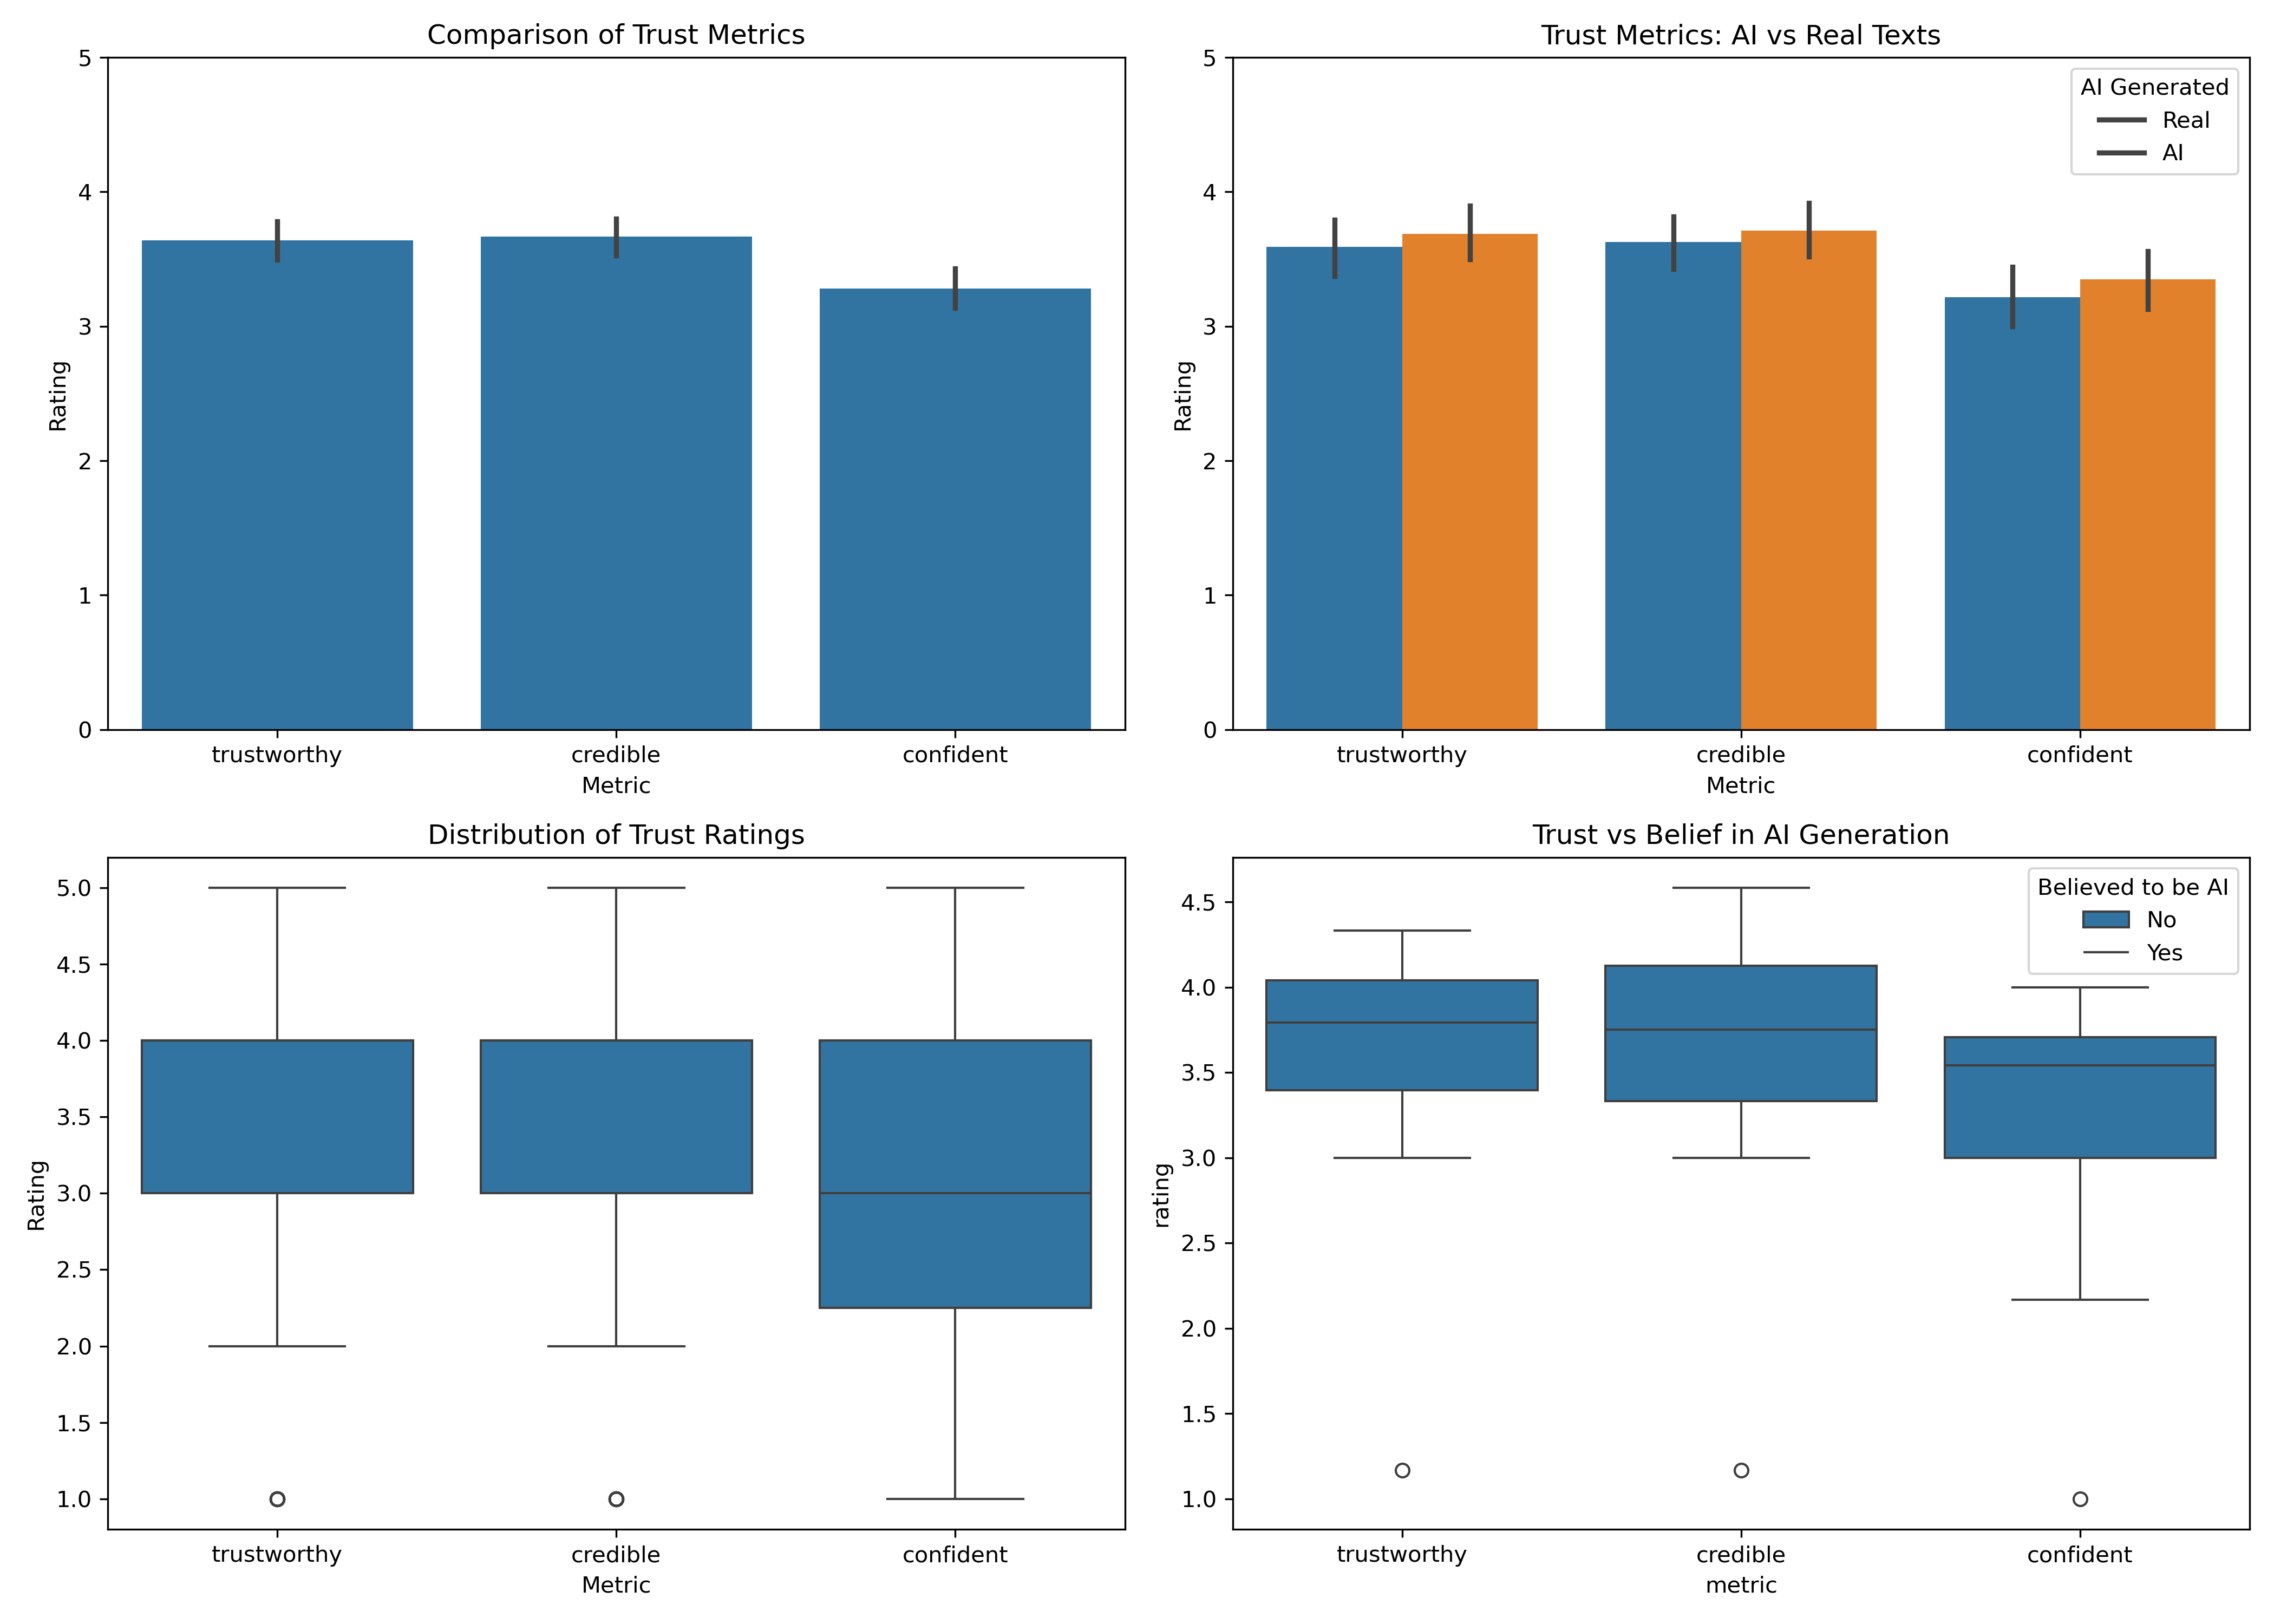 Comparison of Trust Metrics
5
4
3
2
1
0
Rating
trustworthy credible confident
Metric
Trust Metrics: AI vs Real Texts
5
4
3
2
1
0
Rating
AI Generated
Real
AI
trustworthy credible confident
Metric
Distribution of Trust Ratings
5.0
4.5
4.0
3.5
3.0
2.5
2.0
1.5
1.0
Rating
trustworthy credible confident
Metric
Trust vs Belief in AI Generation
4.5
4.0
3.5
3.0
2.5
2.0
1.5
1.0
rating
Believed to be AI
No
Yes
trustworthy credible confident
metric